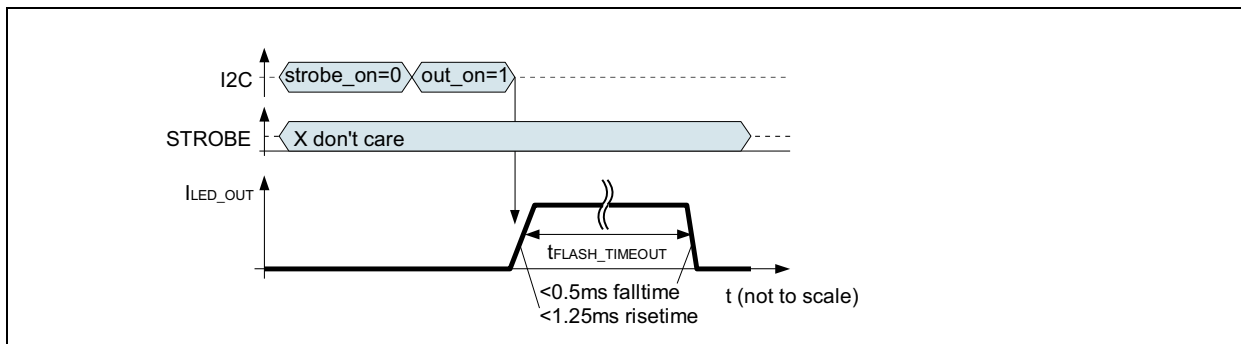 I2C strobe_on=0 out_on=1
STROBE X don't care
ILED_OUT
tFLASH_TIMEOUT
<0.5ms falltime
<1.25ms risetime
t (not to scale)